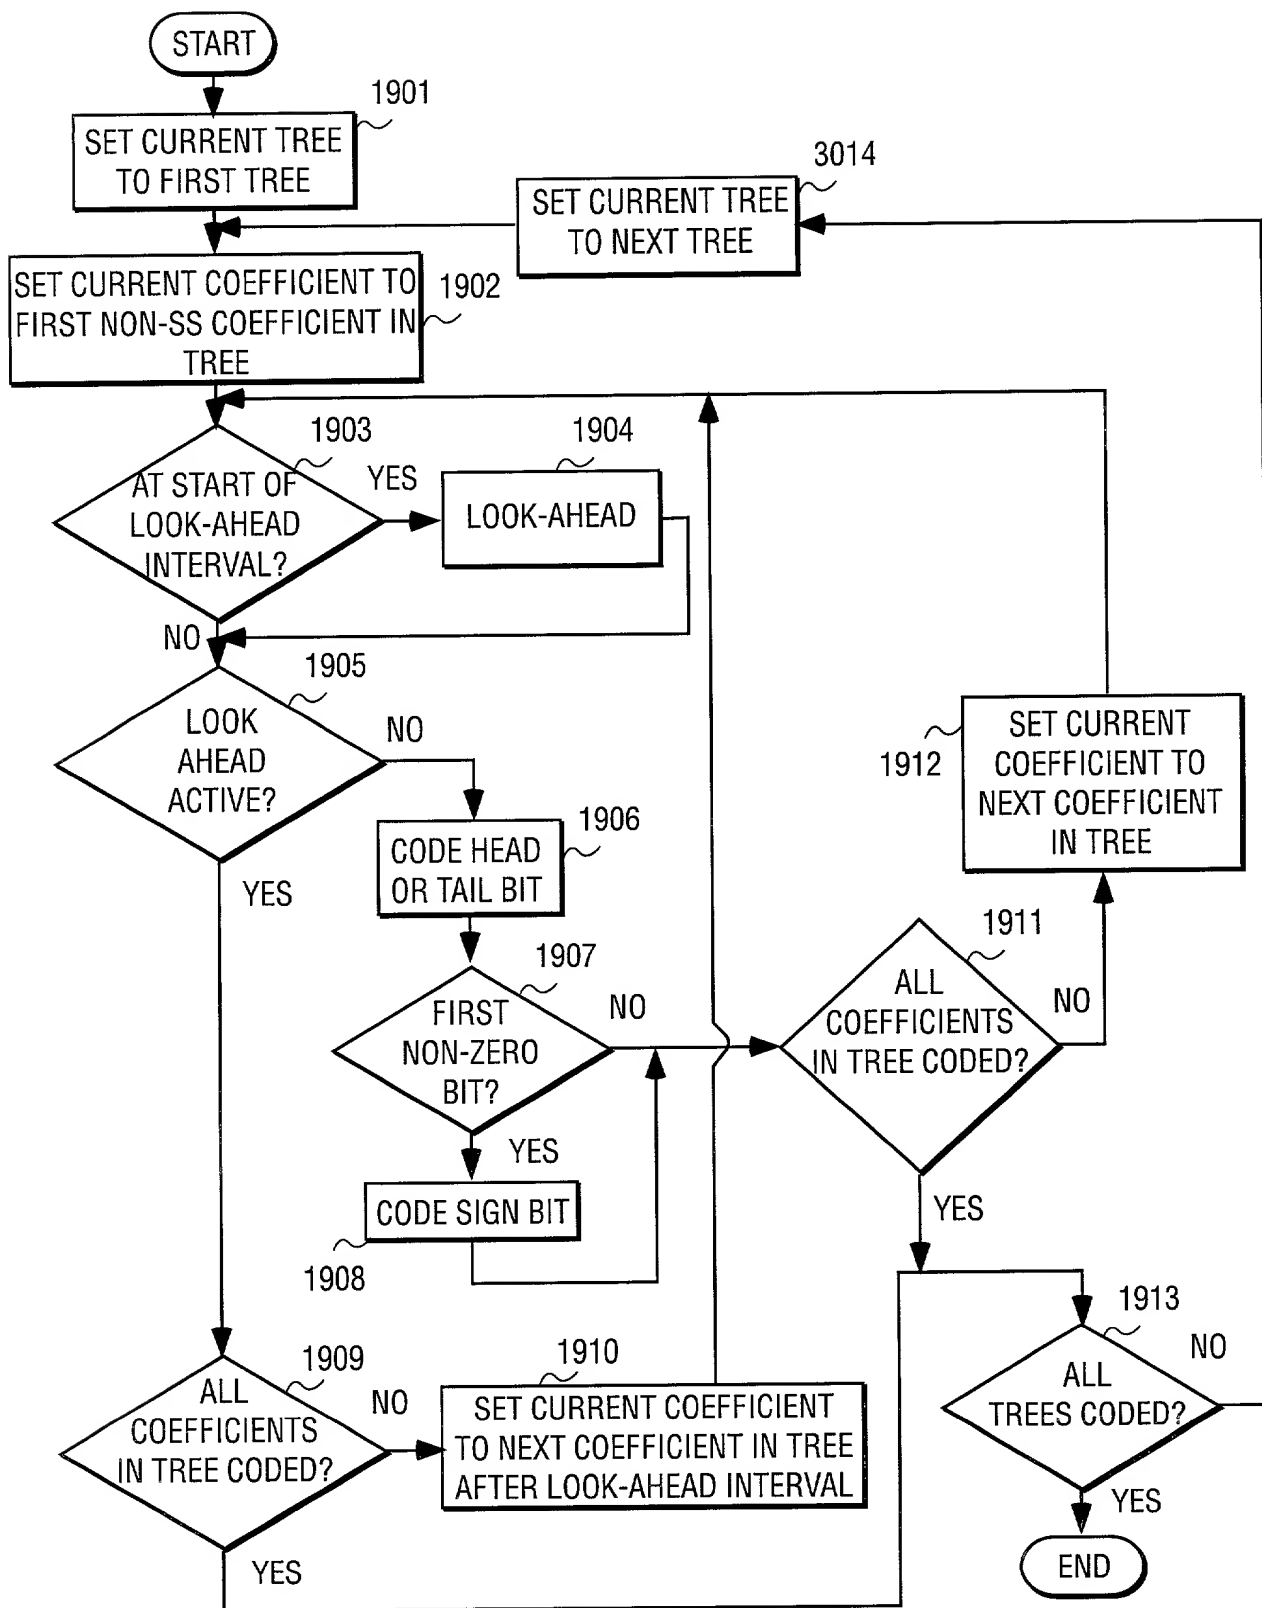 START
1901
SET CURRENT TREE
TO FIRST TREE
3014
SET CURRENT TREE
TO NEXT TREE
1902
SET CURRENT COEFFICIENT TO
FIRST NON-SS COEFFICIENT IN
TREE
1903
AT START OF
LOOK-AHEAD
INTERVAL?
YES
1904
LOOK-AHEAD
NO
1905
LOOK
AHEAD
ACTIVE?
NO
YES
1906
CODE HEAD
OR TAIL BIT
1907
FIRST
NON-ZERO
BIT?
NO
YES
CODE SIGN BIT
1908
1911
ALL
COEFFICIENTS
IN TREE CODED?
NO
YES
1912
SET CURRENT
COEFFICIENT TO
NEXT COEFFICIENT
IN TREE
1909
ALL
COEFFICIENTS
IN TREE CODED?
NO
YES
1910
SET CURRENT COEFFICIENT
TO NEXT COEFFICIENT IN TREE
AFTER LOOK-AHEAD INTERVAL
1913
ALL
TREES CODED?
NO
YES
END